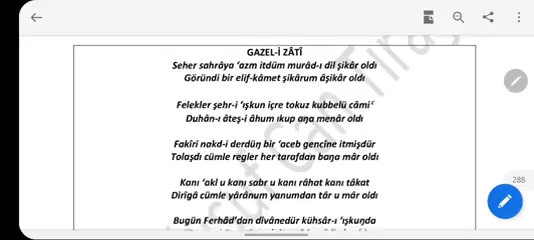 GAZEL-İ ZÂTÎ
Seher sahrâya ‘azm itdüm murâd-ı dil şikâr oldı
Göründi bir elif-kâmet şikârum âşikâr oldı
Felekler şehr-i ‘ışkun içre tokuz kubbelü câmi‘
Duhân-ı âteş-i âhum ıkup aŋa menâr oldı
Fakîri nakd-i derdüŋ bir ‘aceb gencîne itmişdür
Tolaşdı cümle regler her tarafdan baŋa mâr oldı
Kanı ‘akl u kanı sabr u kanı râhat kanı tâkat
Dirîgâ cümle yârânum yanumdan târ u mâr oldı
Bugün Ferhâd’dan dîvânedür kühsâr-ı ‘ışkuŋda
288